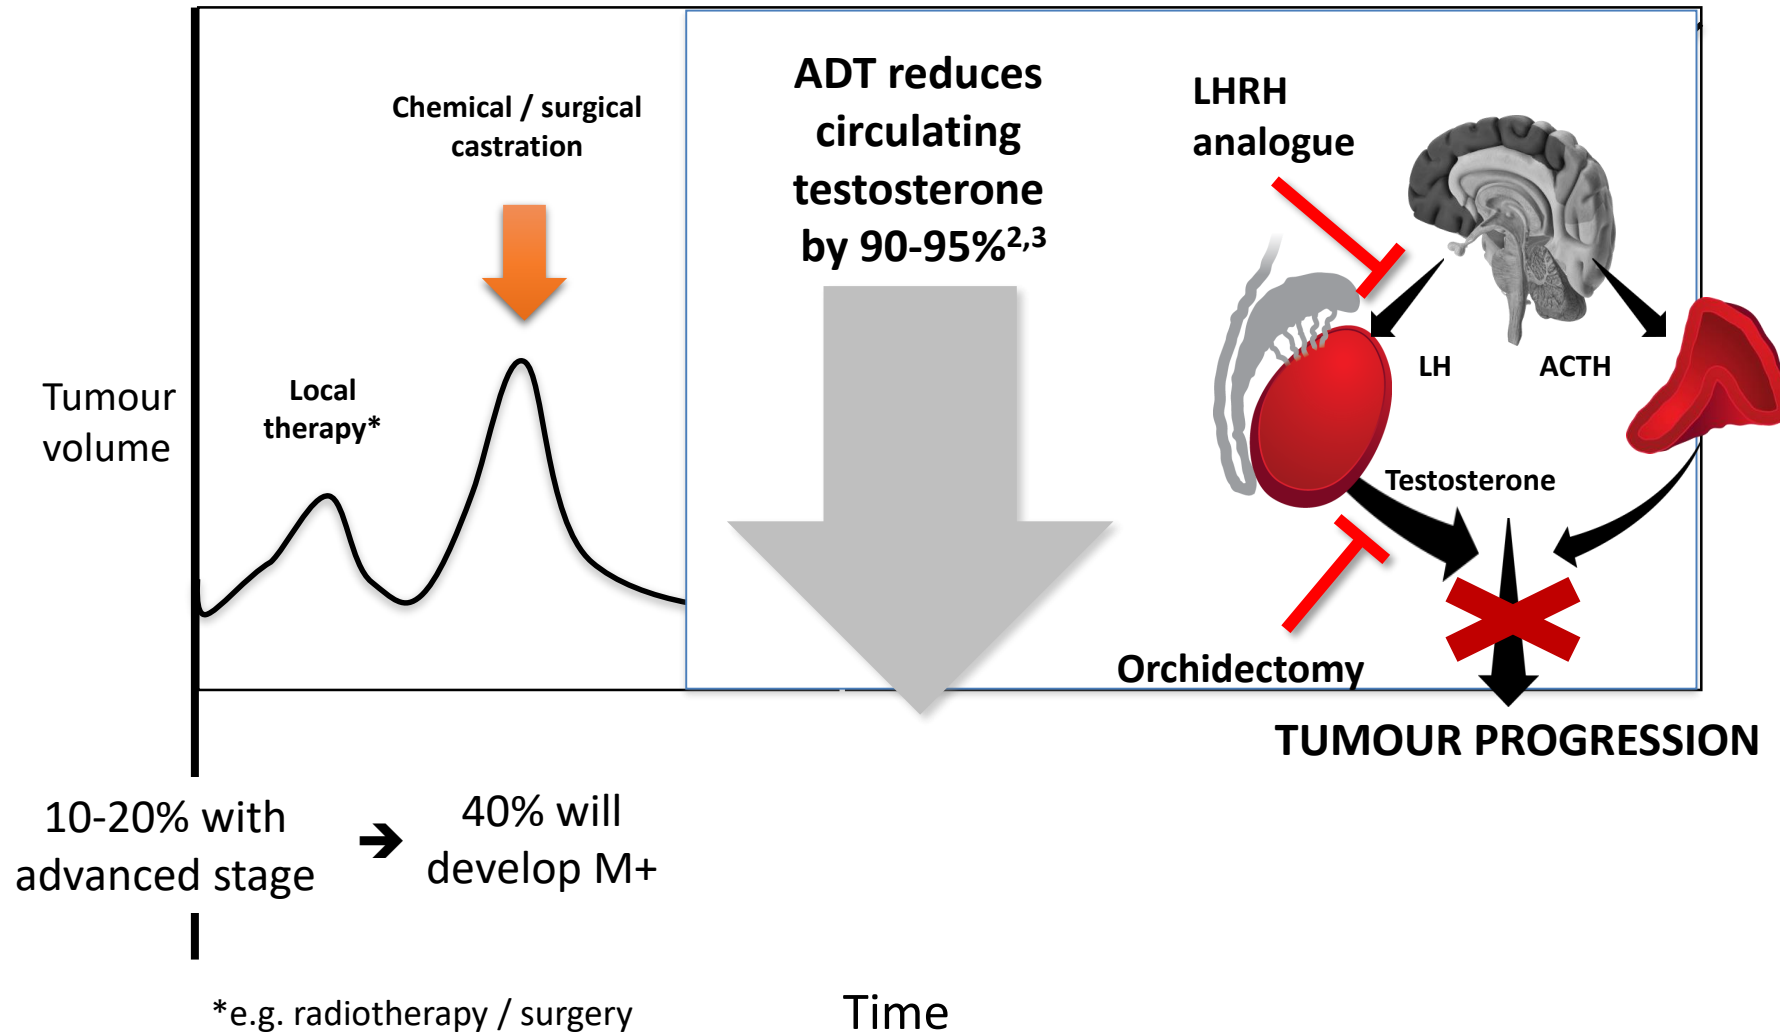 Chemical / surgical
castration
Local
therapy*
Tumour
volume
ADT reduces
circulating
testosterone
by 90-95%2,3
LHRH
analogue
LH
ACTH
Testosterone
Orchidectomy
TUMOUR PROGRESSION
10-20% with
advanced stage
➔
40% will
develop M+
*e.g. radiotherapy / surgery
Time